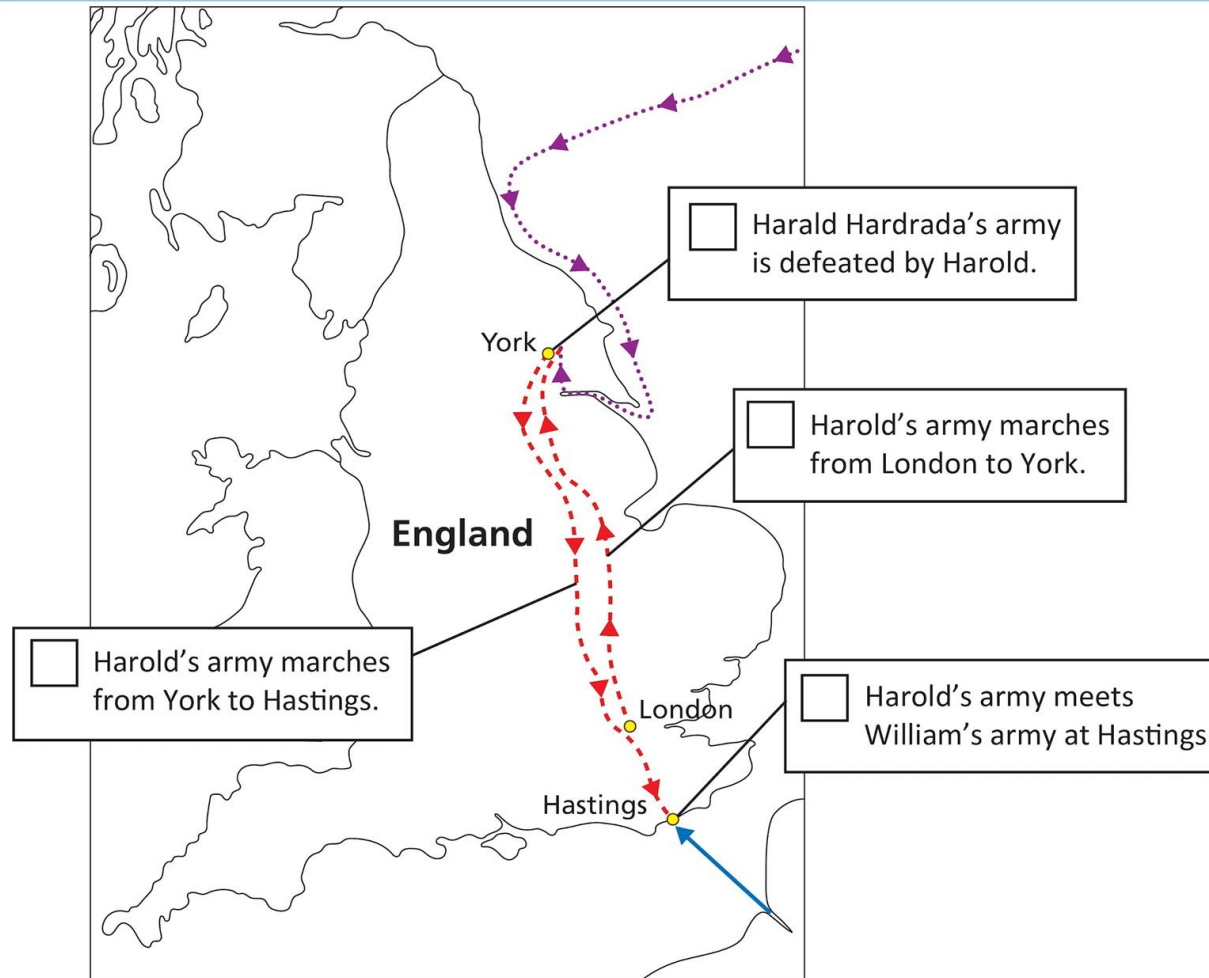 Harald Hardrada’s army
is defeated by Harold.
York
Harold’s army marches
from London to York.
England
Harold’s army marches
from York to Hastings.
London
Harold’s army meets
William’s army at Hastings
Hastings